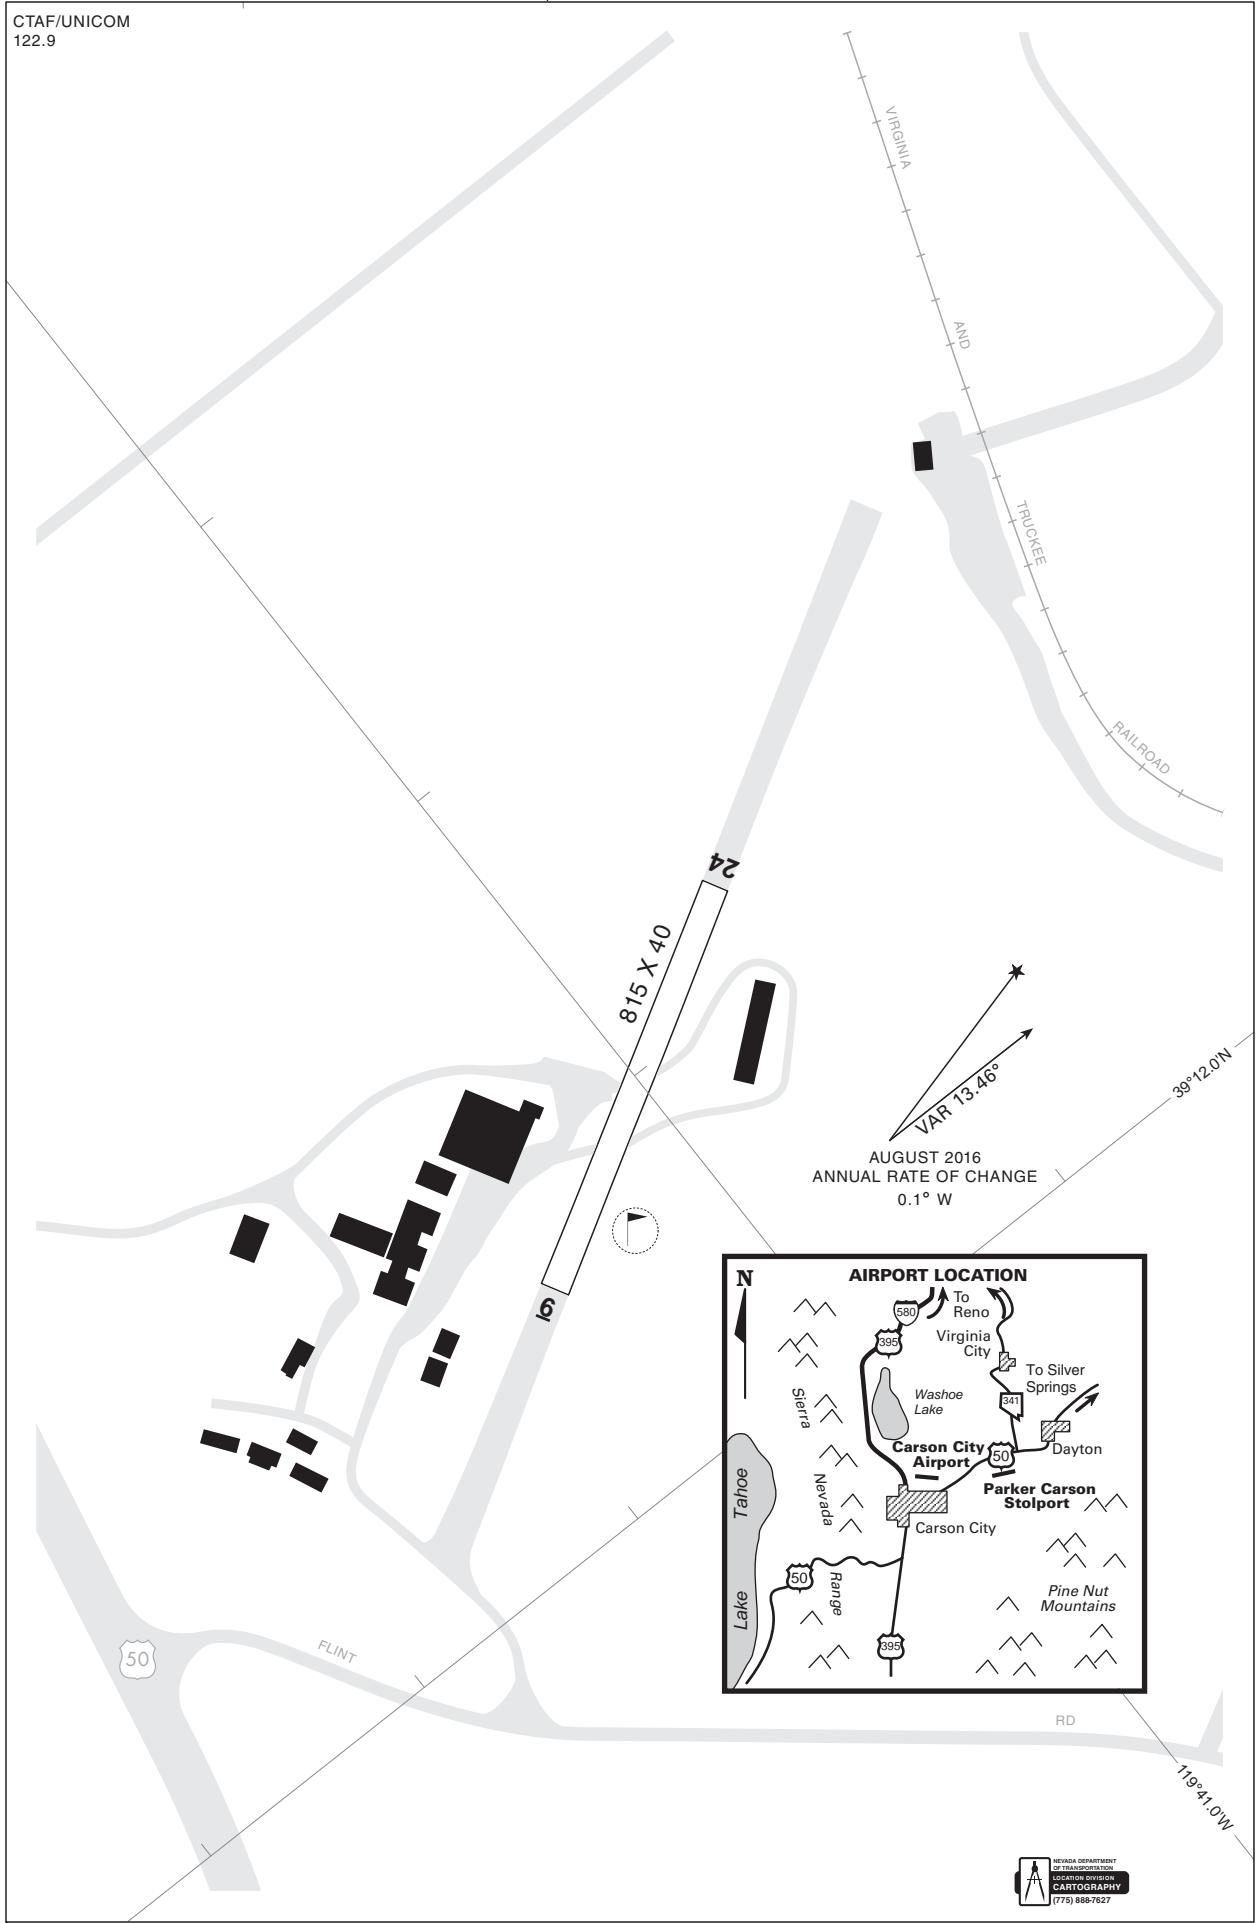 CTAF/UNICOM
122.9
VIRGINIA
AND
TRUCKEE
RAILROAD
24
815 X 40
6
VAR 13.46°
AUGUST 2016
ANNUAL RATE OF CHANGE
0.1° W
39°12.0'N
N
AIRPORT LOCATION
580
To
Reno
395
Virginia
City
To Silver
Springs
Sierra
Washoe
Lake
341
Carson City
Airport
50
Dayton
Parker Carson
Stolport
Lake Tahoe
Nevada
Carson City
50
Range
Pine Nut
Mountains
395
50
FLINT
RD
119°41.0'W
NEVADA DEPARTMENT
OF TRANSPORTATION
LOCATION DIVISION
CARTOGRAPHY
(775) 888-7627